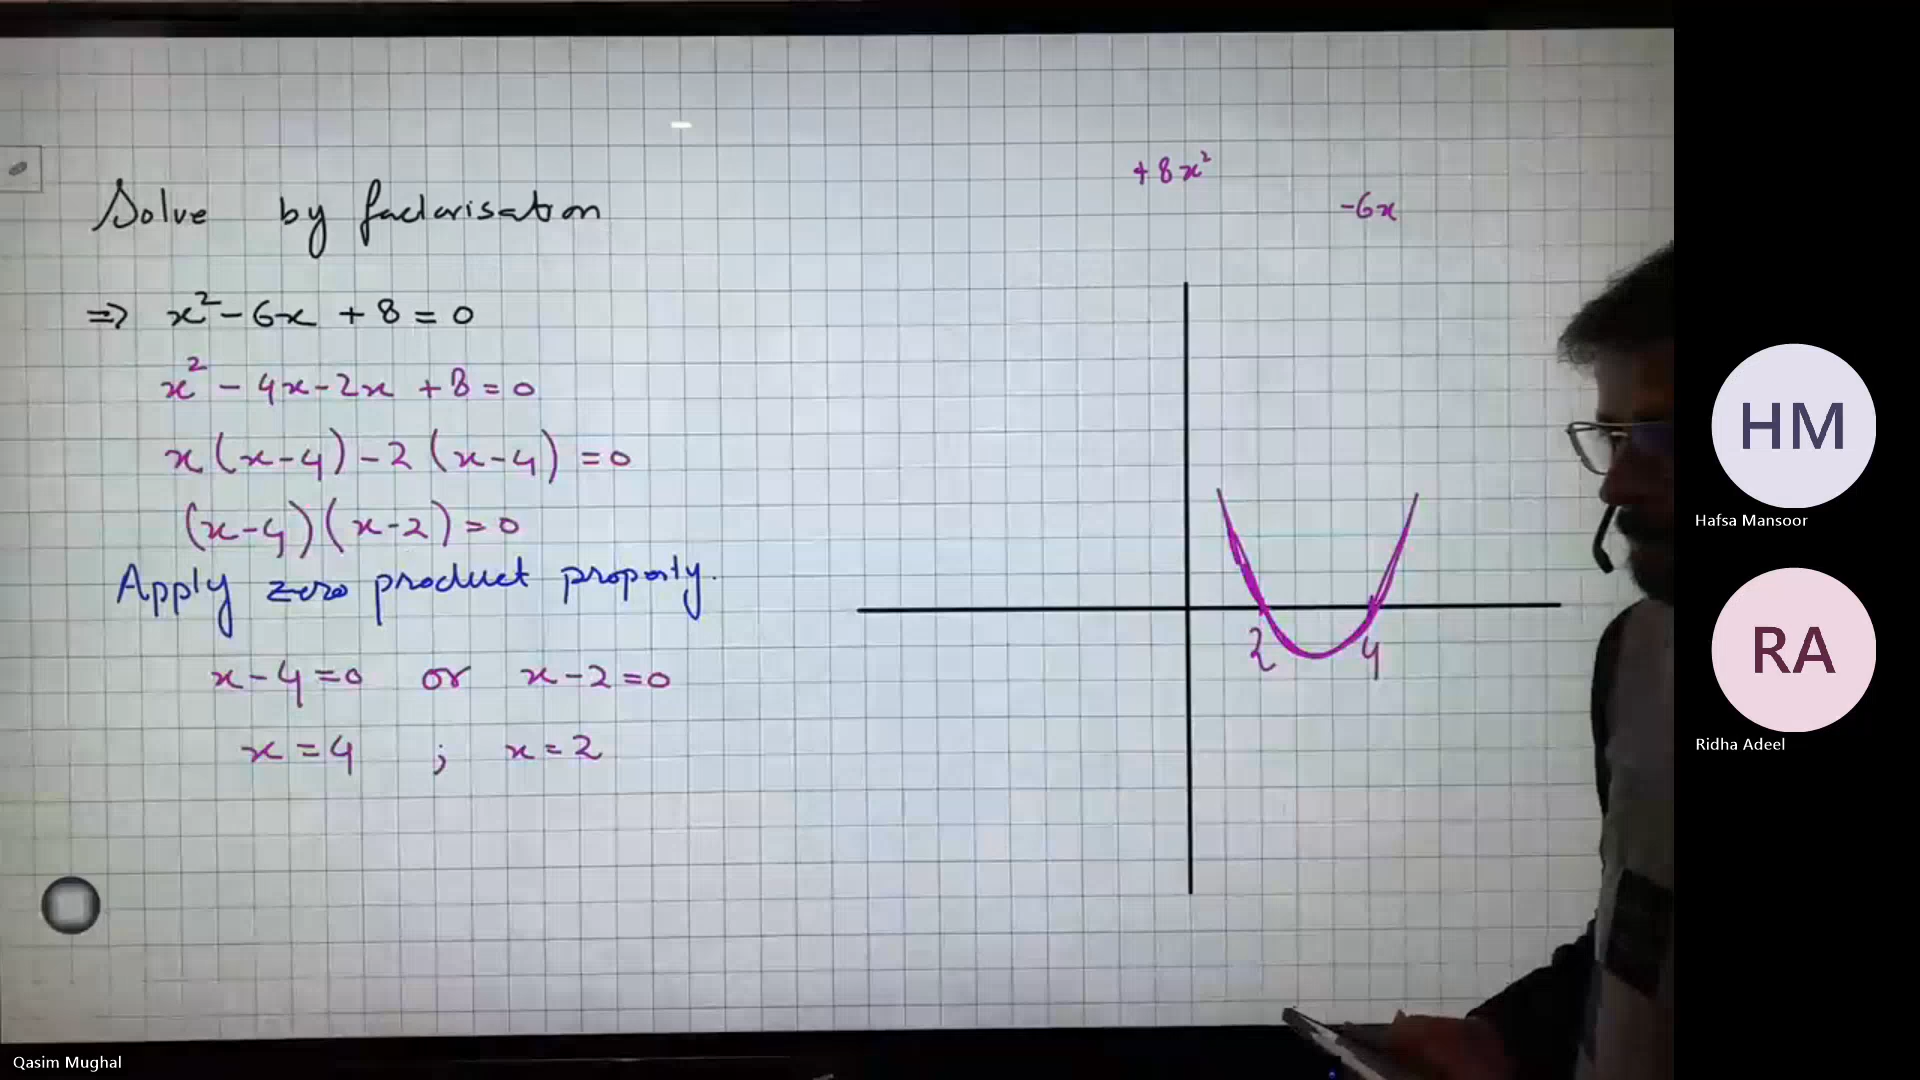 Solve by factorisation
+8x²
-6x
⇒ x² - 6x + 8 = 0
x² - 4x - 2x + 8 = 0
x(x-4) - 2(x-4) = 0
(x-4)(x-2) = 0
Apply zero product property.
x-4=0 or x-2=0
x = 4 ; x = 2
2 4
HM
Hafsa Mansoor
RA
Ridha Adeel
Qasim Mughal